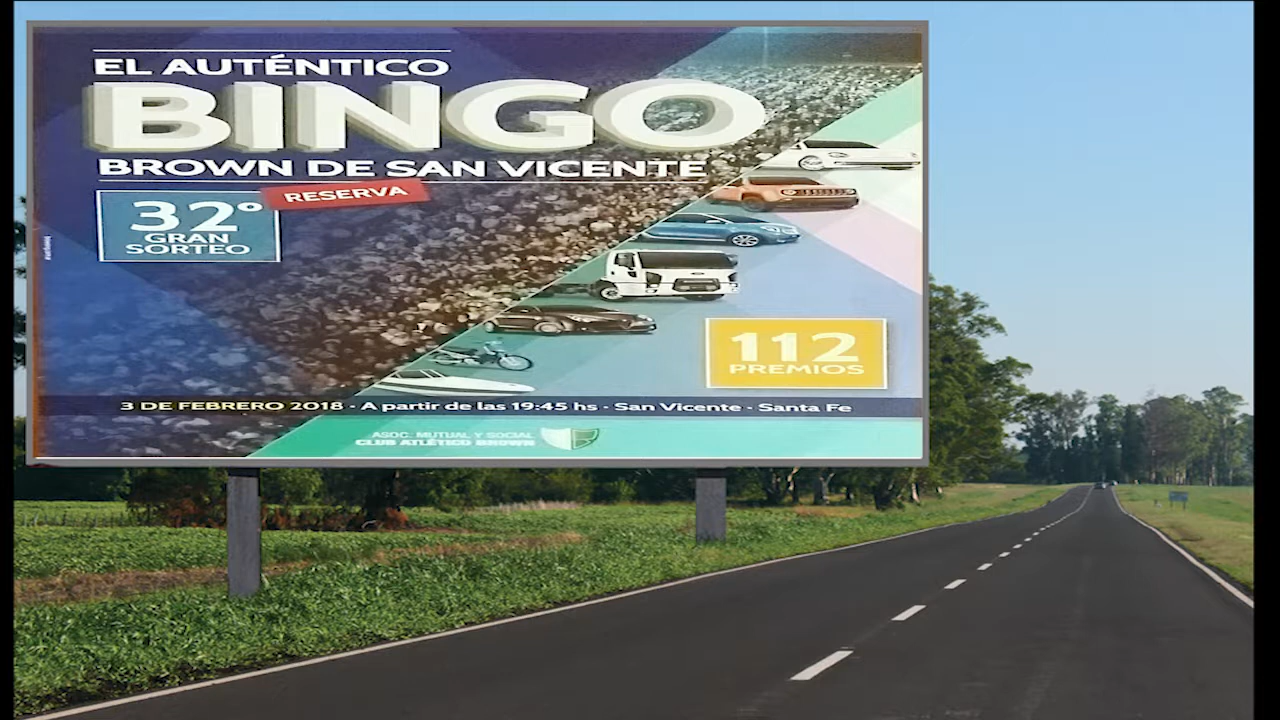 EL AUTÉNTICO
BINGO
BROWN DE SAN VICENTE
RESERVA
32º
GRAN
SORTEO
112
PREMIOS
3 DE FEBRERO 2018 - A partir de las 19:45 hs - San Vicente - Santa Fe
ASOC. MUTUAL Y SOCIAL
CLUB ATLÉTICO BROWN